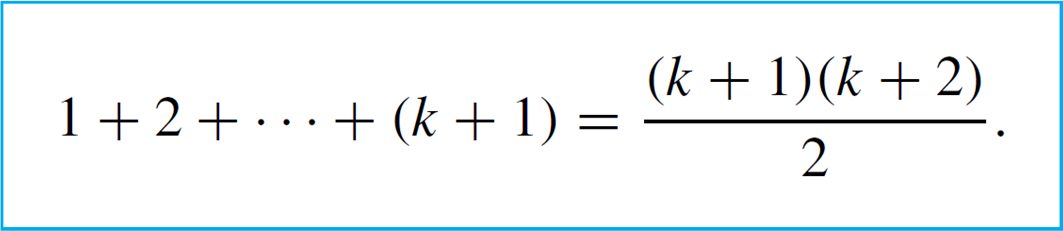 1 + 2 + · · · + (k + 1) = (k + 1)(k + 2) / 2.